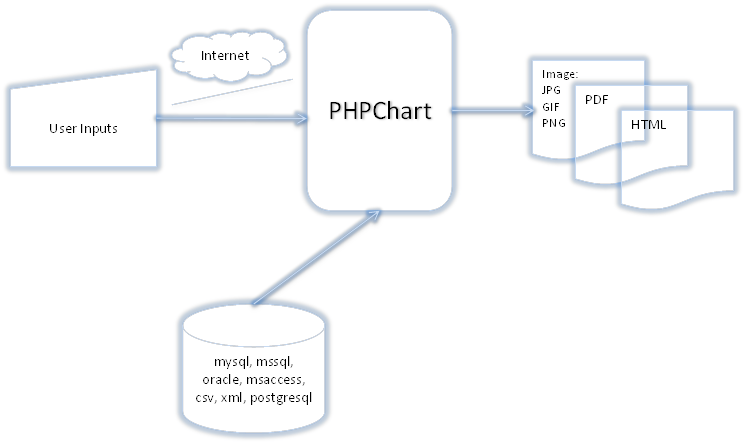 Internet
User Inputs
PHPChart
Image:
JPG
GIF
PNG
PDF
HTML
mysql, mssql,
oracle, msaccess,
csv, xml, postgresql